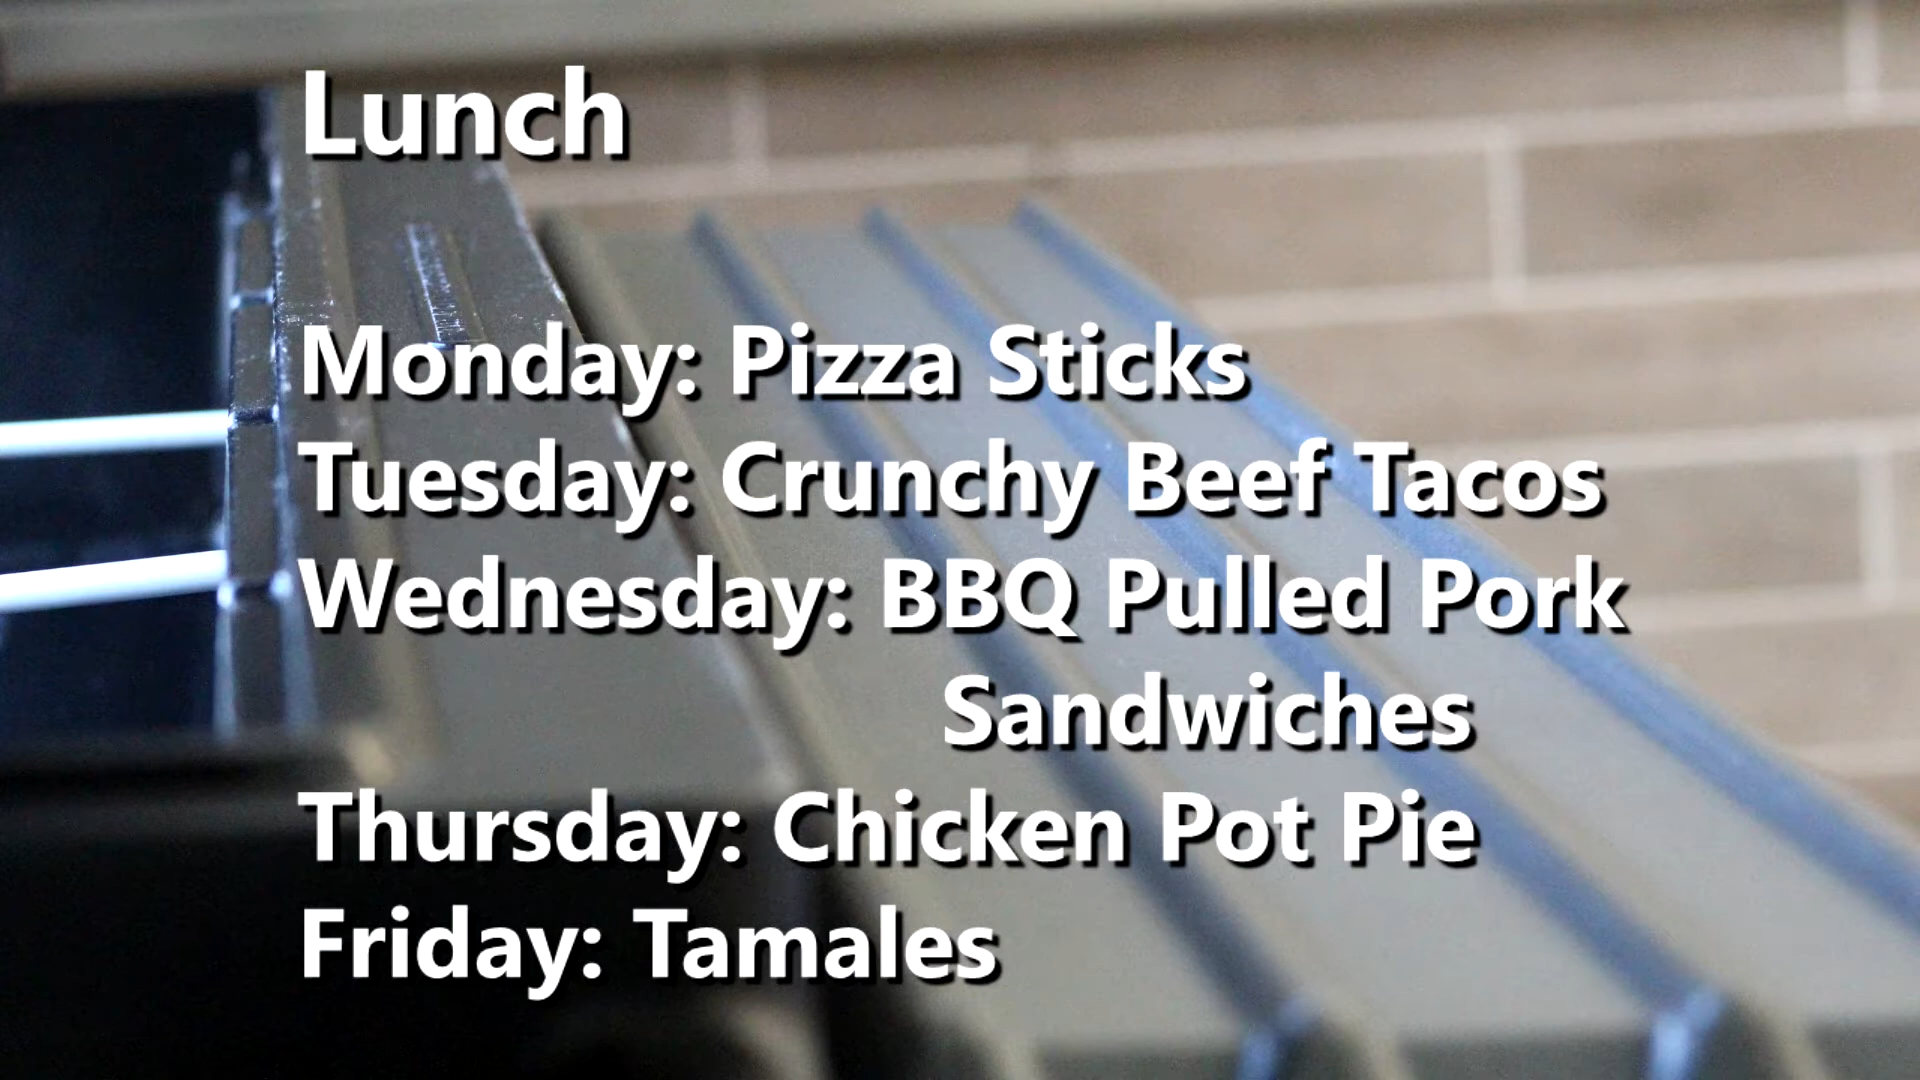 Lunch
Monday: Pizza Sticks
Tuesday: Crunchy Beef Tacos
Wednesday: BBQ Pulled Pork
Sandwiches
Thursday: Chicken Pot Pie
Friday: Tamales